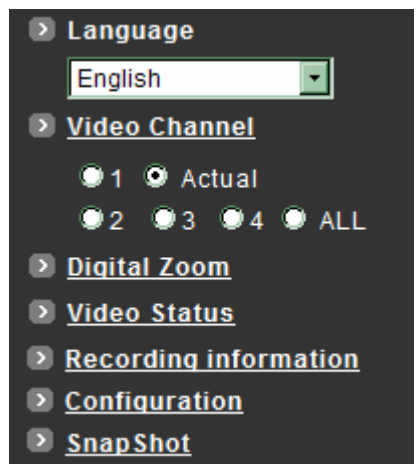 Language
English
Video Channel
1 Actual
2 3 4 ALL
Digital Zoom
Video Status
Recording information
Configuration
SnapShot